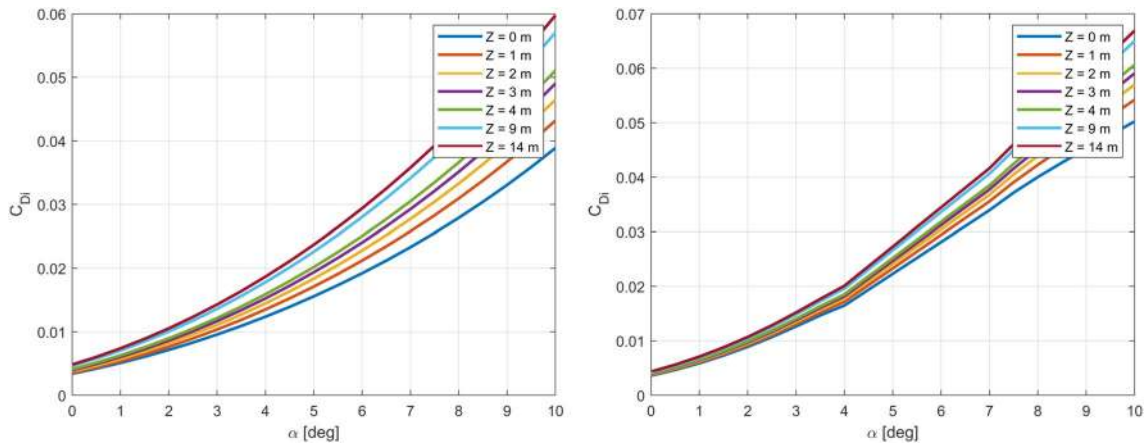 0.06
0.05
0.04
0.03
0.02
0.01
0
C_Di
0 1 2 3 4 5 6 7 8 9 10
α [deg]
Z = 0 m
Z = 1 m
Z = 2 m
Z = 3 m
Z = 4 m
Z = 9 m
Z = 14 m
0.07
0.06
0.05
0.04
0.03
0.02
0.01
0
C_Di
0 1 2 3 4 5 6 7 8 9 10
α [deg]
Z = 0 m
Z = 1 m
Z = 2 m
Z = 3 m
Z = 4 m
Z = 9 m
Z = 14 m